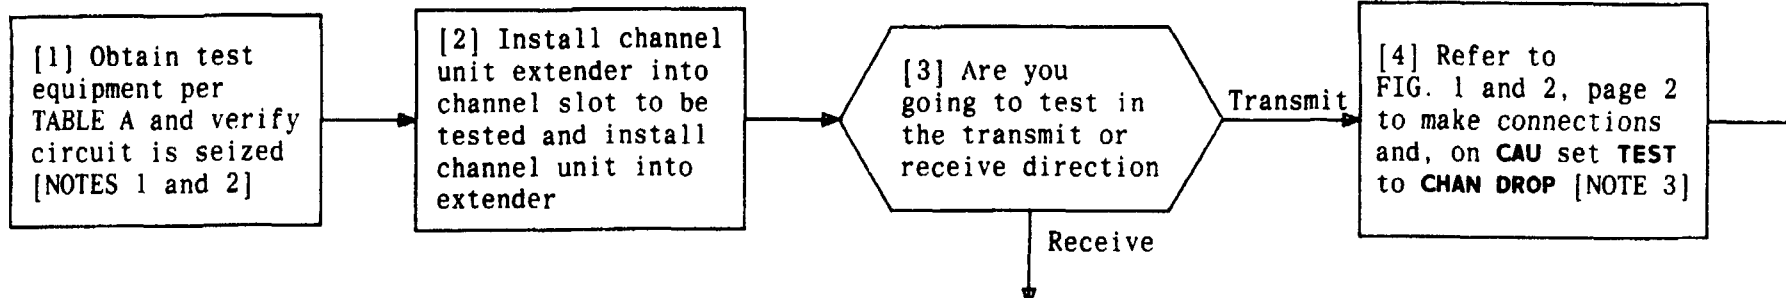 [1] Obtain test
equipment per
TABLE A and verify
circuit is seized
[NOTES 1 and 2]
[2] Install channel
unit extender into
channel slot to be
tested and install
channel unit into
extender
[3] Are you
going to test in
the transmit or
receive direction
Transmit
Receive
[4] Refer to
FIG. 1 and 2, page 2
to make connections
and, on CAU set TEST
to CHAN DROP [NOTE 3]